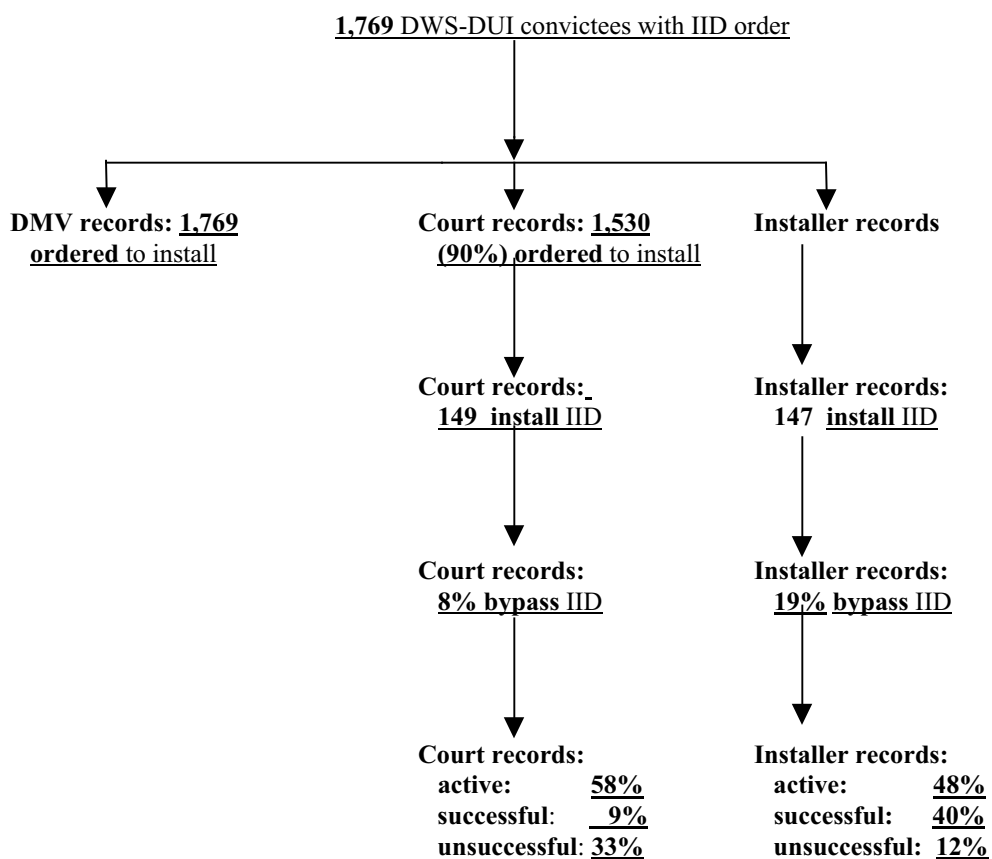 1,769 DWS-DUI convictees with IID order
DMV records: 1,769
ordered to install
Court records: 1,530
(90%) ordered to install
Installer records
Court records:
149 install IID
Installer records:
147 install IID
Court records:
8% bypass IID
Installer records:
19% bypass IID
Court records:
active: 58%
successful: 9%
unsuccessful: 33%
Installer records:
active: 48%
successful: 40%
unsuccessful: 12%